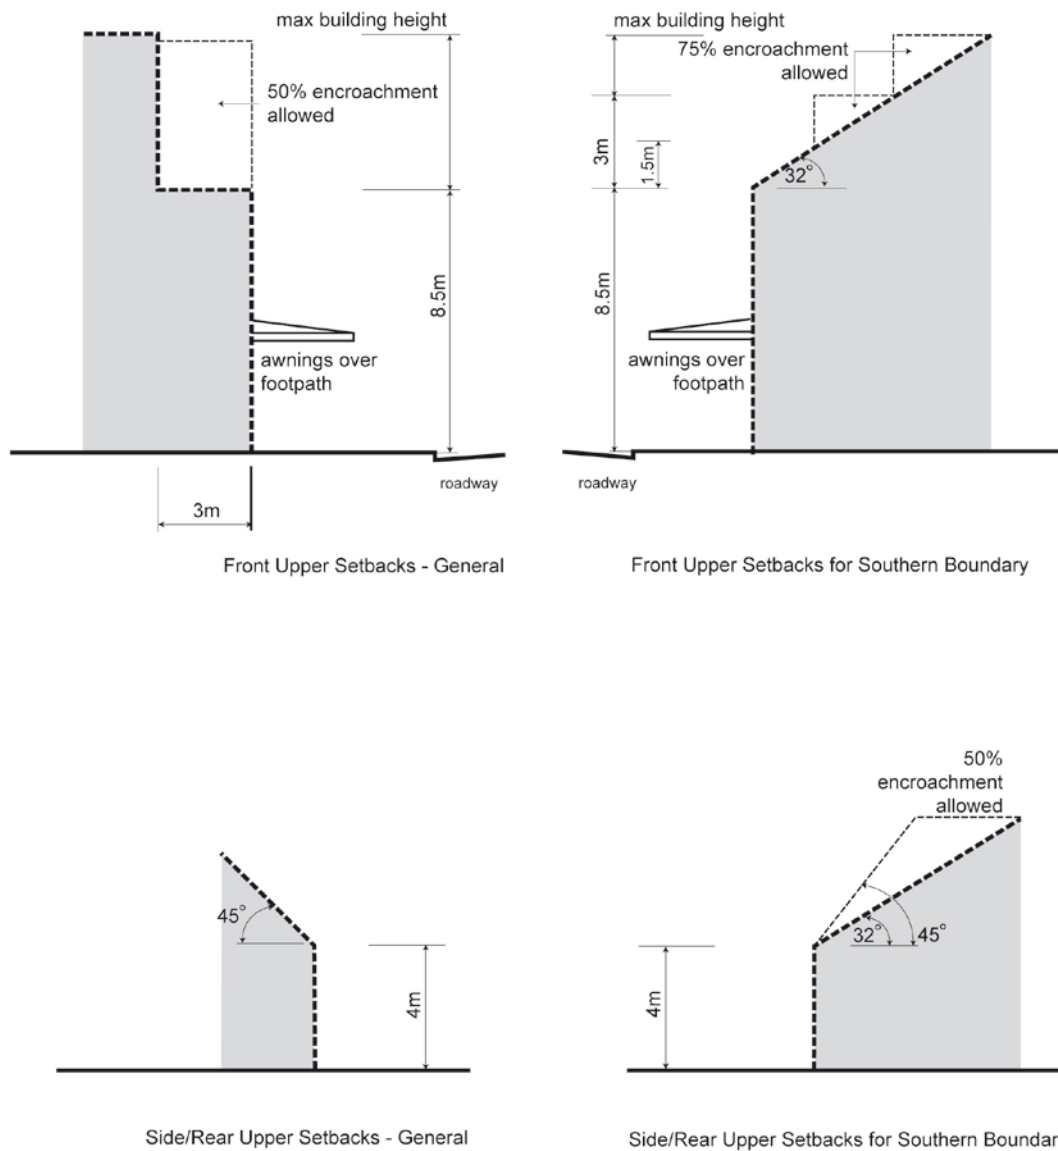 max building height
50% encroachment
allowed
8.5m
awnings over
footpath
roadway
3m
Front Upper Setbacks - General
max building height
75% encroachment
allowed
3m
1.5m
32°
8.5m
awnings over
footpath
roadway
Front Upper Setbacks for Southern Boundary
45°
4m
Side/Rear Upper Setbacks - General
50%
encroachment
allowed
32°
45°
4m
Side/Rear Upper Setbacks for Southern Boundar